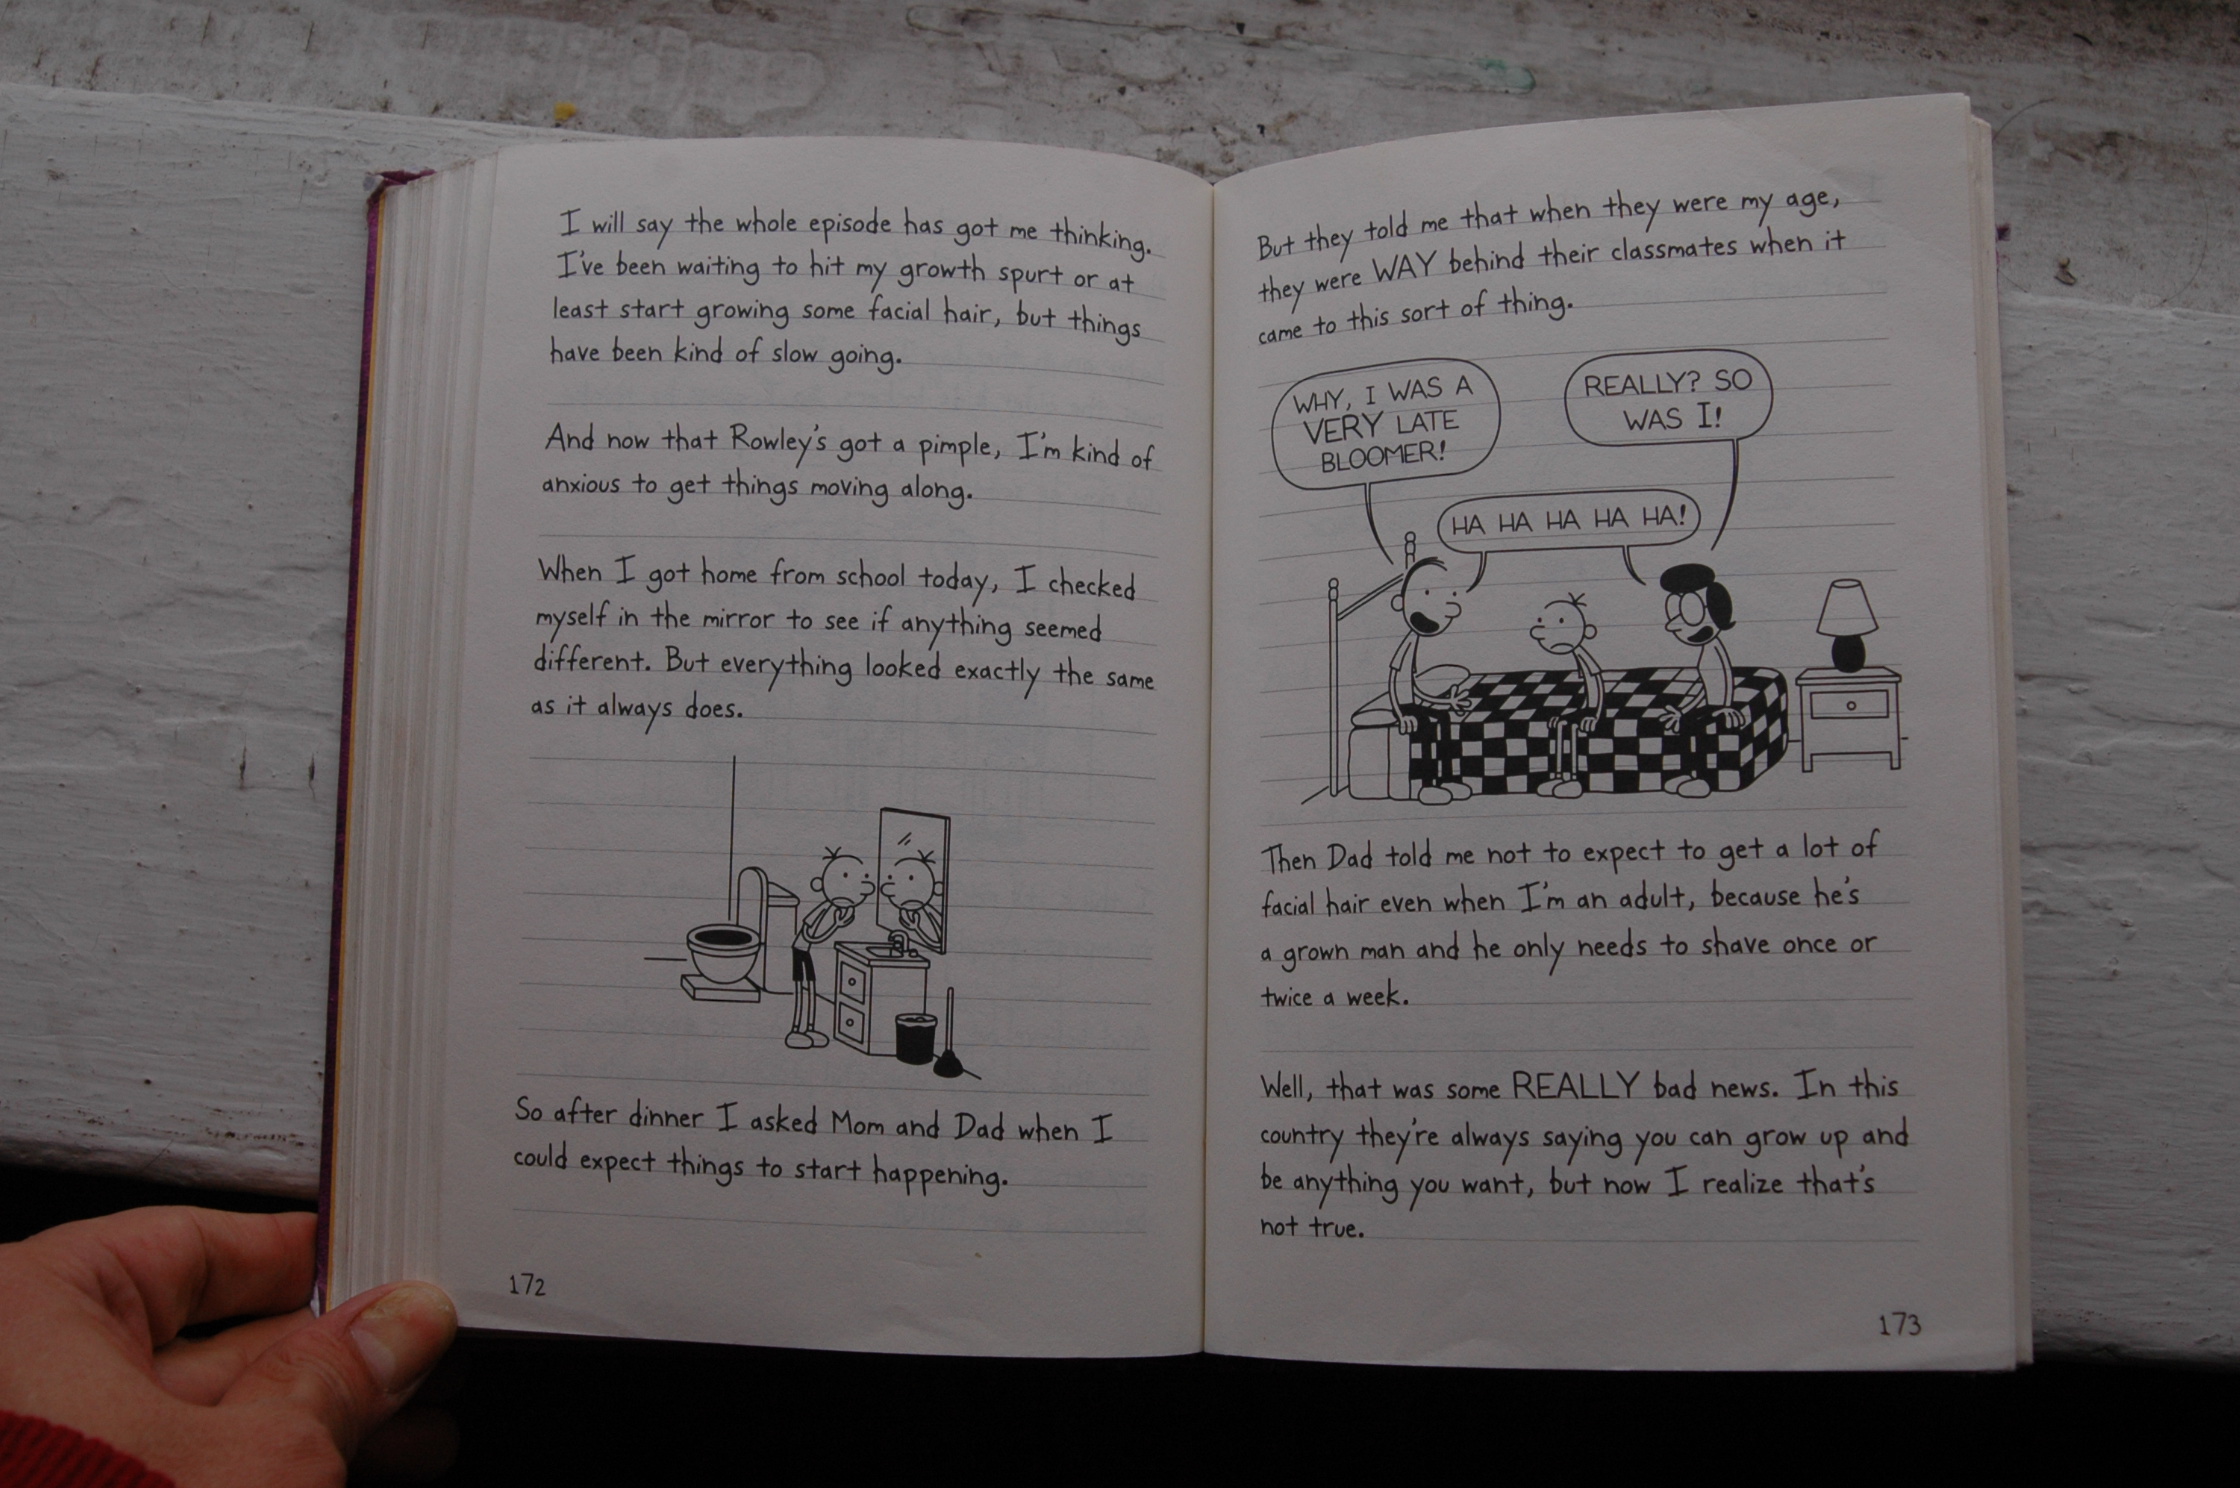 I will say the whole episode has got me thinking.
I've been waiting to hit my growth spurt or at
least start growing some facial hair, but things
have been kind of slow going.
And now that Rowley's got a pimple, I'm kind of
anxious to get things moving along.
When I got home from school today, I checked
myself in the mirror to see if anything seemed
different. But everything looked exactly the same
as it always does.
So after dinner I asked Mom and Dad when I
could expect things to start happening.
172
But they told me that when they were my age,
they were WAY behind their classmates when it
came to this sort of thing.
WHY, I WAS A
VERY LATE
BLOOMER!
REALLY? SO
WAS I!
HA HA HA HA HA!
Then Dad told me not to expect to get a lot of
facial hair even when I'm an adult, because he's
a grown man and he only needs to shave once or
twice a week.
Well, that was some REALLY bad news. In this
country they're always saying you can grow up and
be anything you want, but now I realize that's
not true.
173